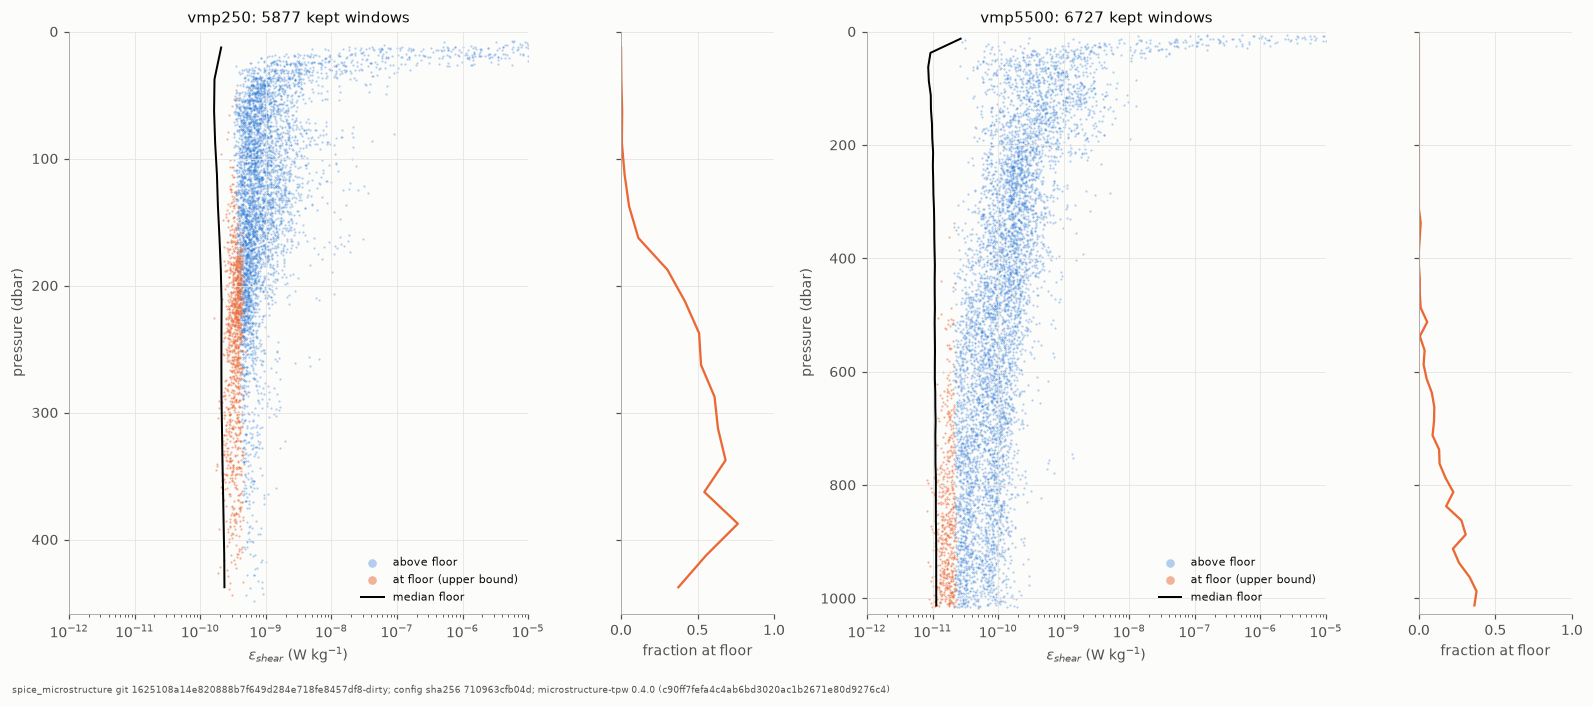 vmp250: 5877 kept windows
vmp5500: 6727 kept windows
0
100
200
300
400
pressure (dbar)
10⁻¹² 10⁻¹¹ 10⁻¹⁰ 10⁻⁹ 10⁻⁸ 10⁻⁷ 10⁻⁶ 10⁻⁵
ε_shear (W kg⁻¹)
above floor
at floor (upper bound)
median floor
0.0 0.5 1.0
fraction at floor
0
200
400
600
800
1000
pressure (dbar)
10⁻¹² 10⁻¹¹ 10⁻¹⁰ 10⁻⁹ 10⁻⁸ 10⁻⁷ 10⁻⁶ 10⁻⁵
ε_shear (W kg⁻¹)
above floor
at floor (upper bound)
median floor
0.0 0.5 1.0
fraction at floor
spice_microstructure git 1625108a14e820888b7f649d284e718fe8457df8-dirty; config sha256 710963cfb04d; microstructure-tpw 0.4.0 (c90ff7fefa4c4ab6bd3020ac1b2671e80d9276c4)